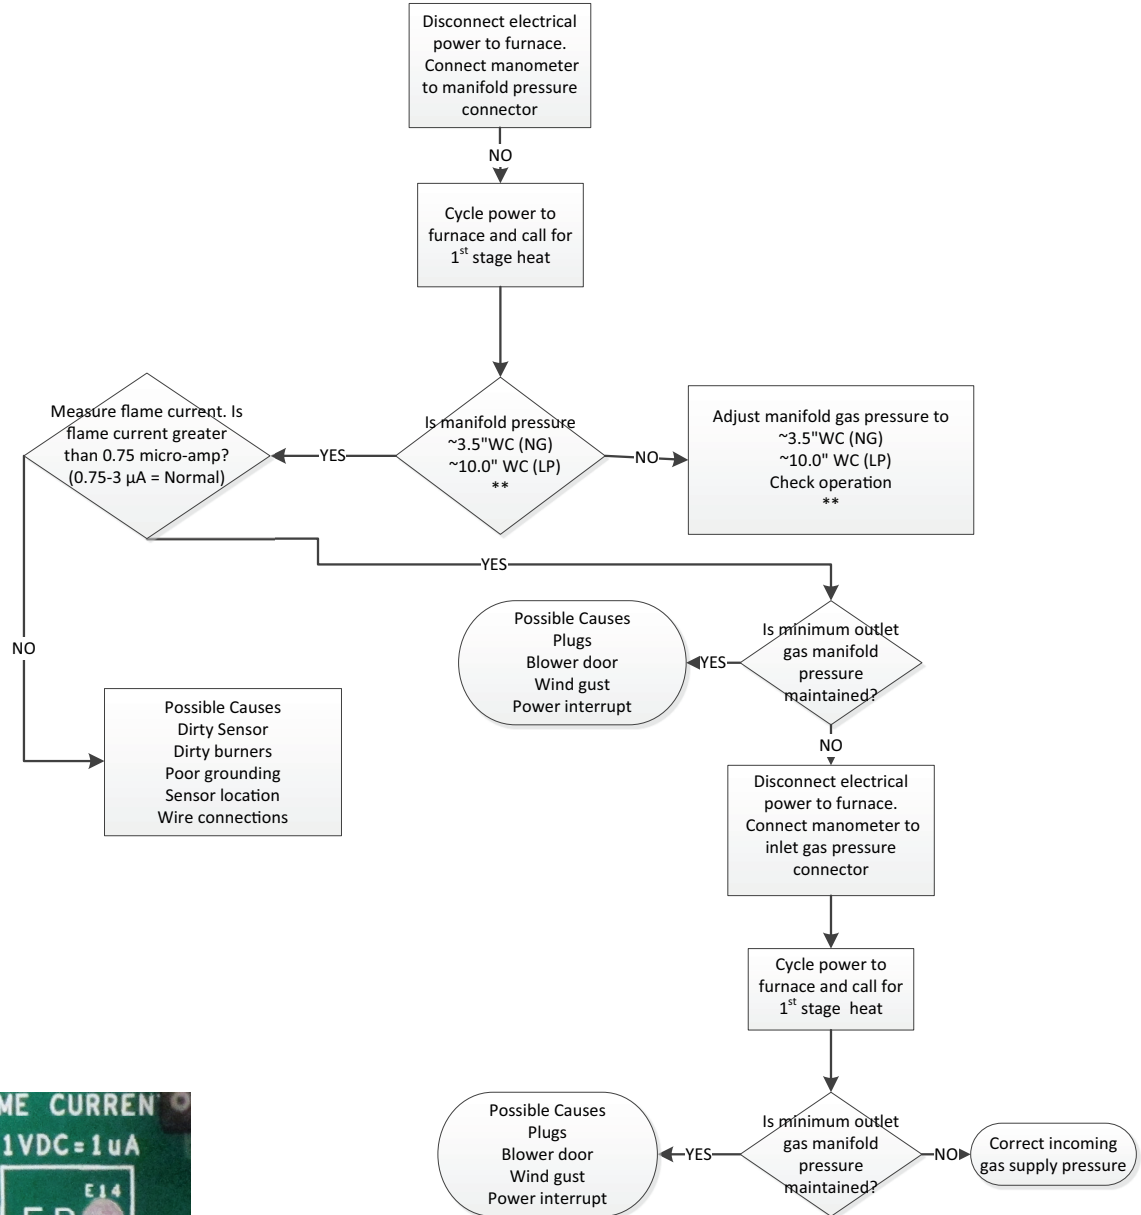 Disconnect electrical
power to furnace.
Connect manometer
to manifold pressure
connector
NO
Cycle power to
furnace and call for
1st stage heat
Measure flame current. Is
flame current greater
than 0.75 micro-amp?
(0.75-3 µA = Normal)
YES
Is manifold pressure
~3.5"WC (NG)
~10.0" WC (LP)
**
NO
Adjust manifold gas pressure to
~3.5"WC (NG)
~10.0" WC (LP)
Check operation
**
YES
NO
Possible Causes
Plugs
Blower door
Wind gust
Power interrupt
YES
Is minimum outlet
gas manifold
pressure
maintained?
Possible Causes
Dirty Sensor
Dirty burners
Poor grounding
Sensor location
Wire connections
NO
Disconnect electrical
power to furnace.
Connect manometer to
inlet gas pressure
connector
Cycle power to
furnace and call for
1st stage heat
ME CURREN
1VDC=1uA
E14
Possible Causes
Plugs
Blower door
Wind gust
Power interrupt
YES
Is minimum outlet
gas manifold
pressure
maintained?
NO
Correct incoming
gas supply pressure